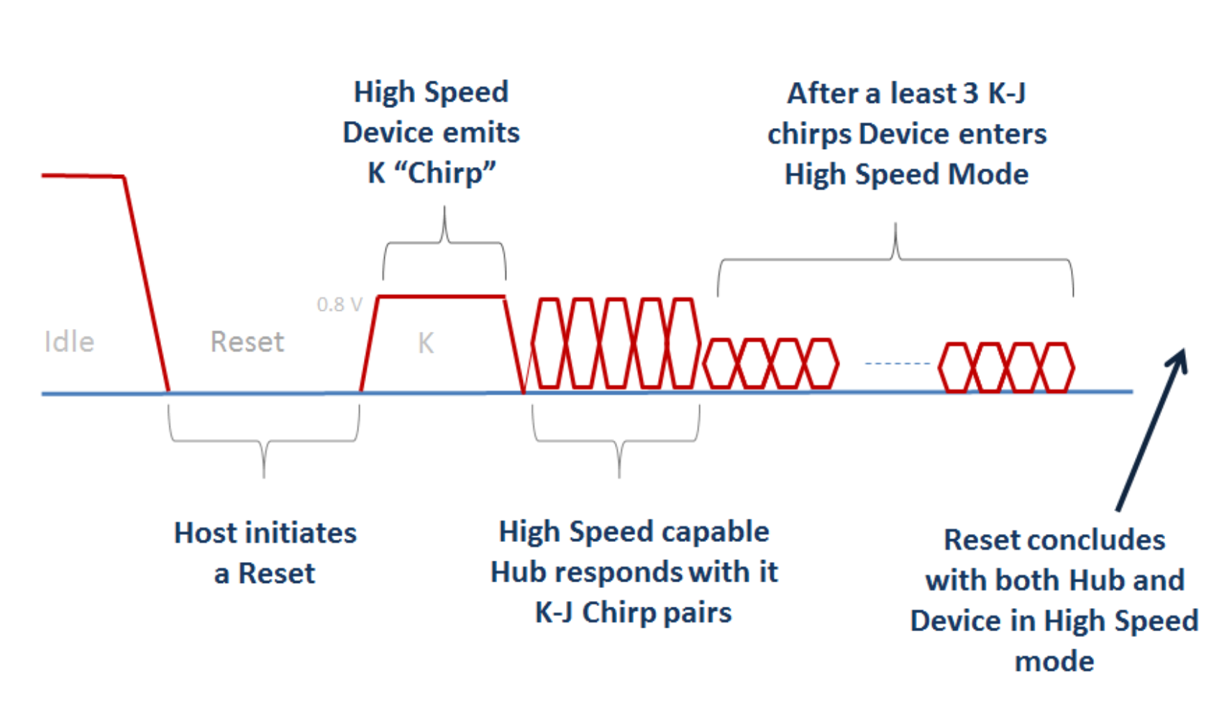 High Speed
Device emits
K “Chirp”
After a least 3 K-J
chirps Device enters
High Speed Mode
0.8 V
Idle
Reset
K
Host initiates
a Reset
High Speed capable
Hub responds with it
K-J Chirp pairs
Reset concludes
with both Hub and
Device in High Speed
mode